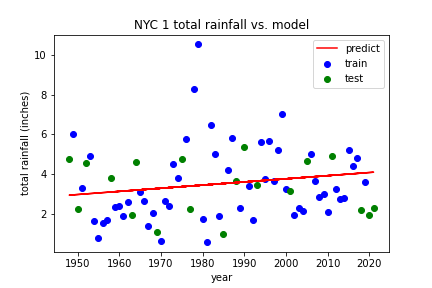 NYC 1 total rainfall vs. model
predict
train
test
total rainfall (inches)
10
8
6
4
2
1950 1960 1970 1980 1990 2000 2010 2020
year